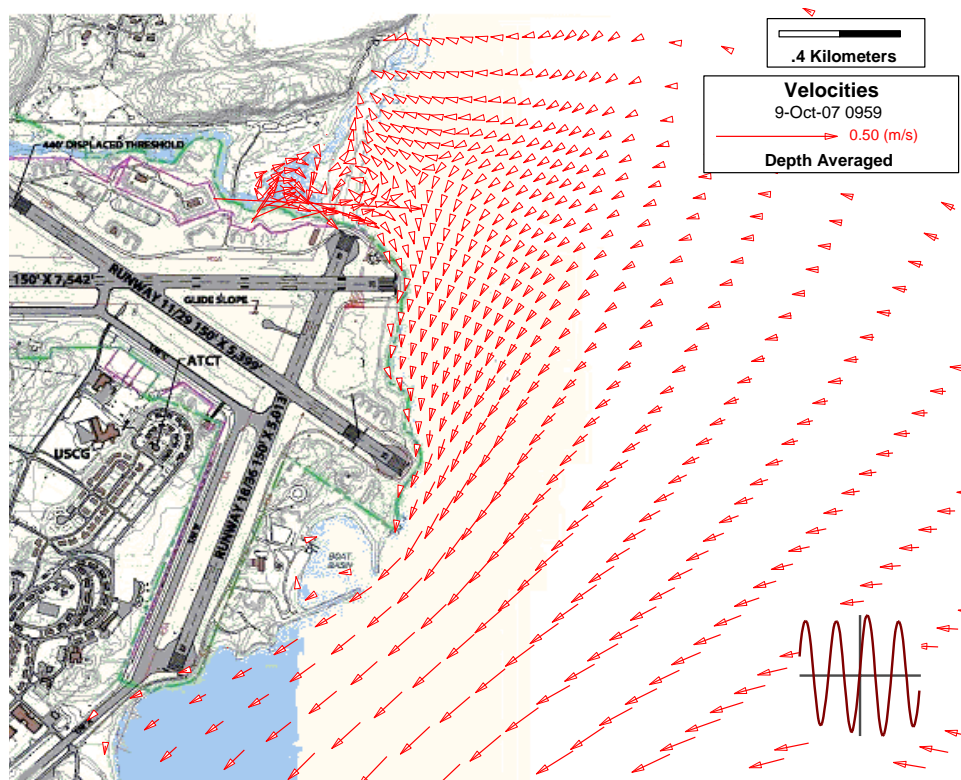 .4 Kilometers
Velocities
9-Oct-07 0959
0.50 (m/s)
Depth Averaged
440' DISPLACED THRESHOLD
150' X 7,542'
RUNWAY 11/29 150' X 5,399'
GLIDE SLOPE
ATCT
USCG
RUNWAY 18/36 150' X 5,013'
BOAT
BASIN